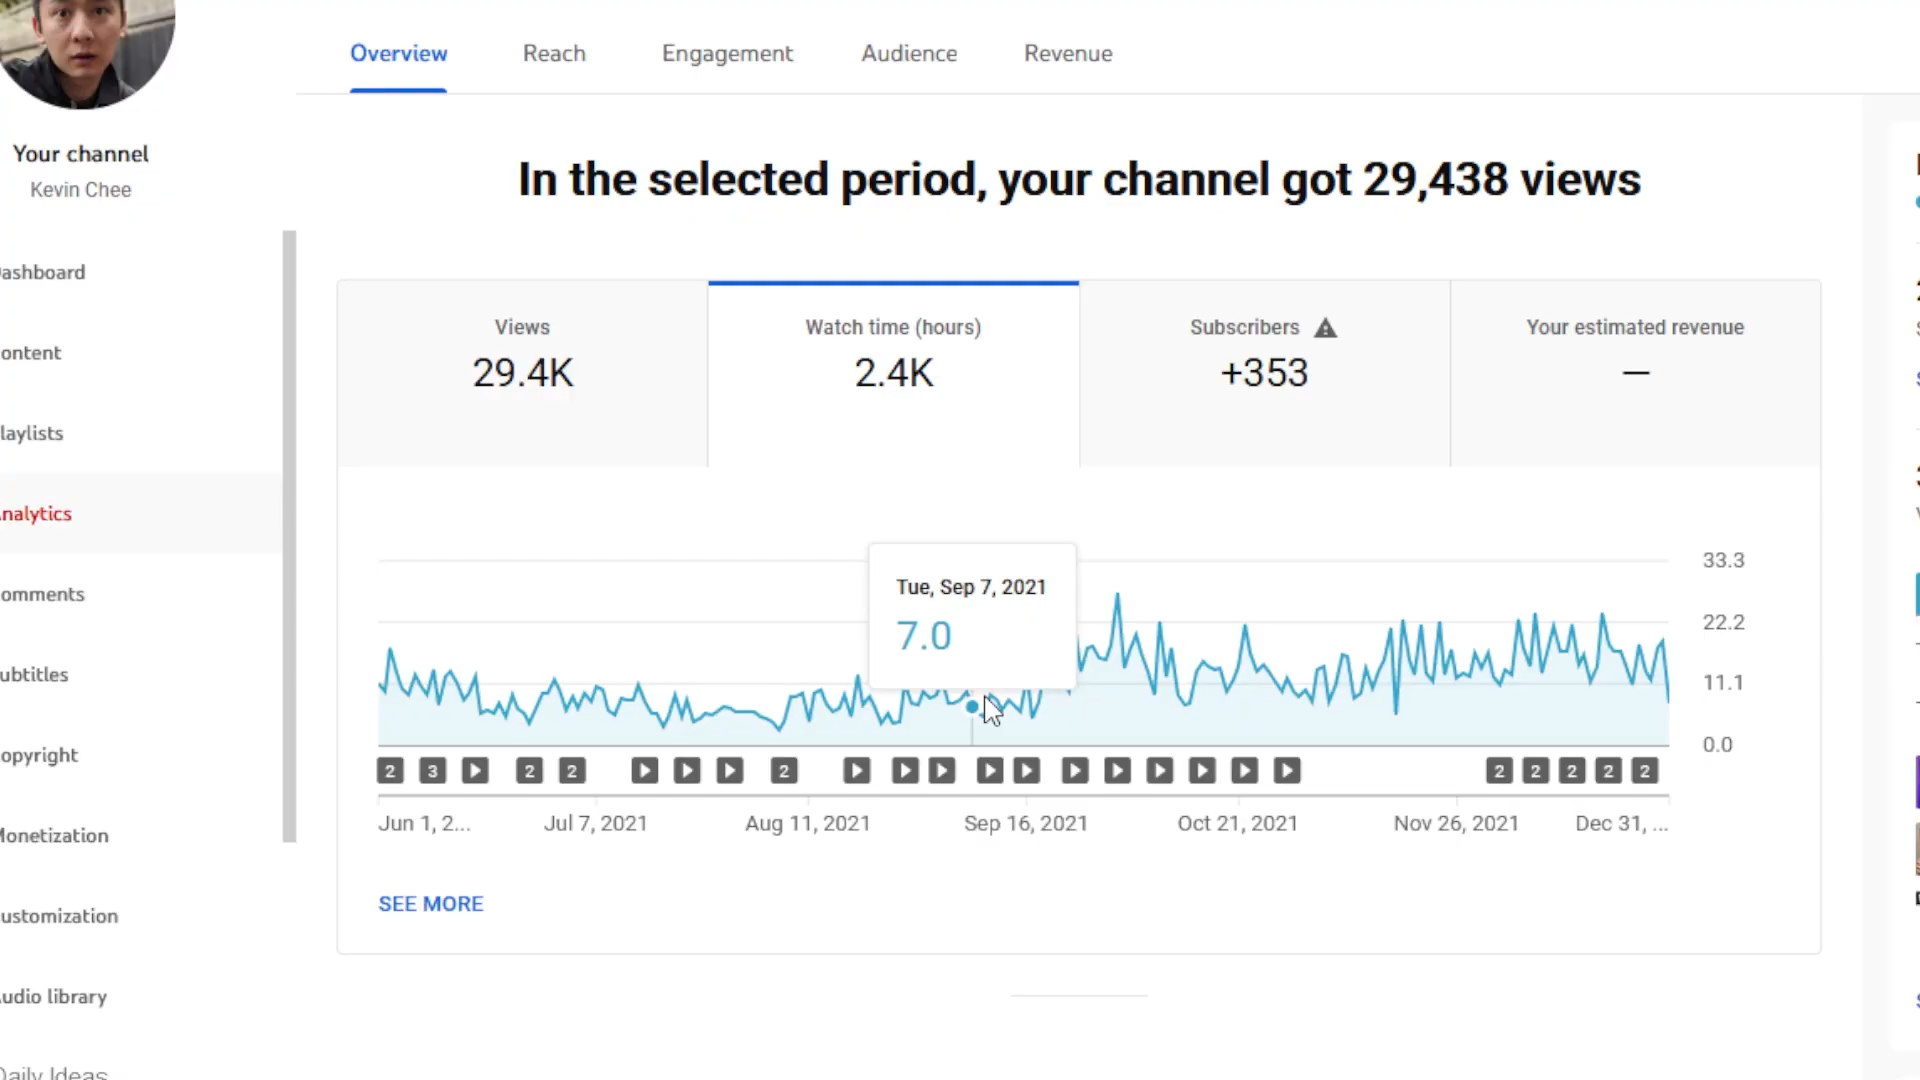 Overview Reach Engagement Audience Revenue
Your channel
Kevin Chee
In the selected period, your channel got 29,438 views
ashboard
ontent
laylists
nalytics
omments
ubtitles
opyright
Monetization
ustomization
udio library
Daily Ideas
Views
29.4K
Watch time (hours)
2.4K
Subscribers
+353
Your estimated revenue
—
Tue, Sep 7, 2021
7.0
33.3
22.2
11.1
0.0
2 3 2 2 2 2 2 2 2 2
Jun 1, 2... Jul 7, 2021 Aug 11, 2021 Sep 16, 2021 Oct 21, 2021 Nov 26, 2021 Dec 31, ...
SEE MORE